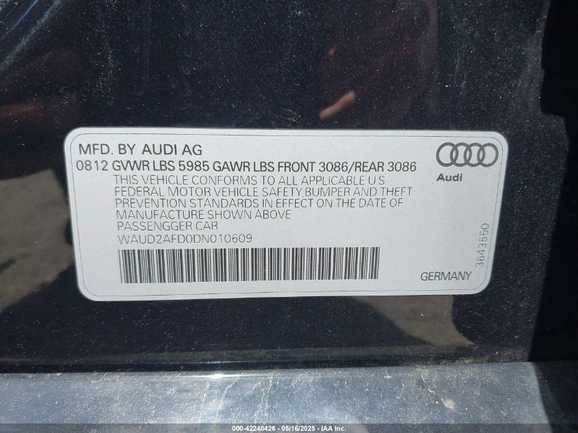 MFD. BY AUDI AG
0812 GVWR LBS 5985 GAWR LBS FRONT 3086/REAR 3086
THIS VEHICLE CONFORMS TO ALL APPLICABLE U S
FEDERAL MOTOR VEHICLE SAFETY BUMPER AND THEFT
PREVENTION STANDARDS IN EFFECT ON THE DATE OF
MANUFACTURE SHOWN ABOVE
PASSENGGER CAR
WAUD2AFD0DN010609
Audi
3643550
GERMANY
000-42240426 - 05/16/2025 - IAA Inc.